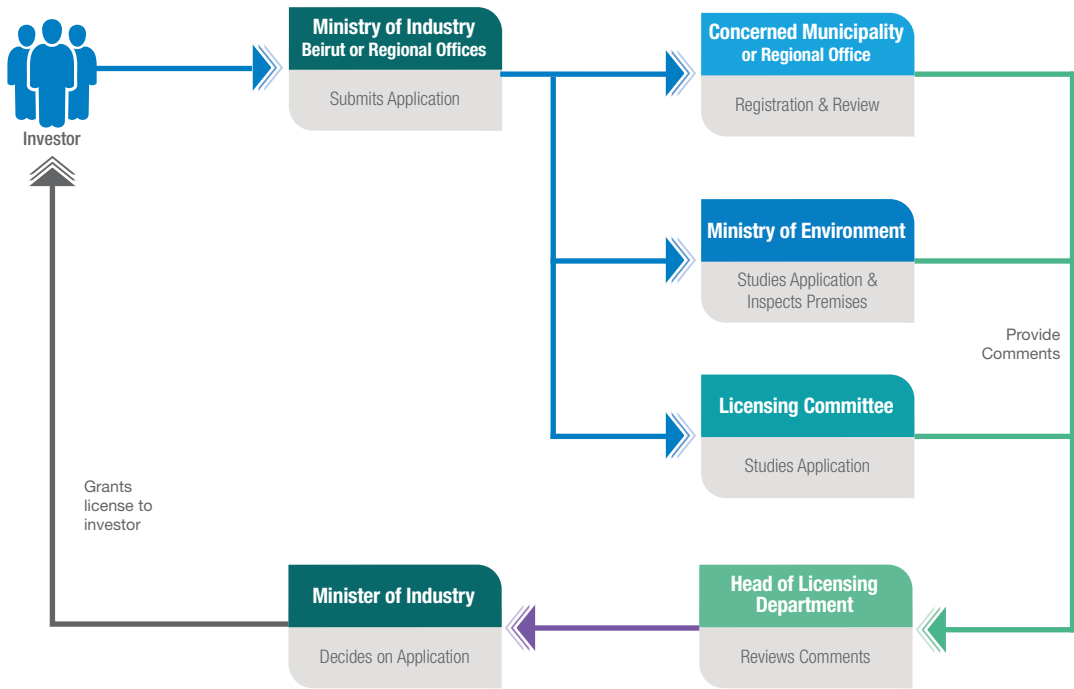 Investor
Ministry of Industry
Beirut or Regional Offices
Submits Application
Concerned Municipality
or Regional Office
Registration & Review
Ministry of Environment
Studies Application &
Inspects Premises
Provide
Comments
Licensing Committee
Studies Application
Head of Licensing
Department
Reviews Comments
Minister of Industry
Decides on Application
Grants
license to
investor